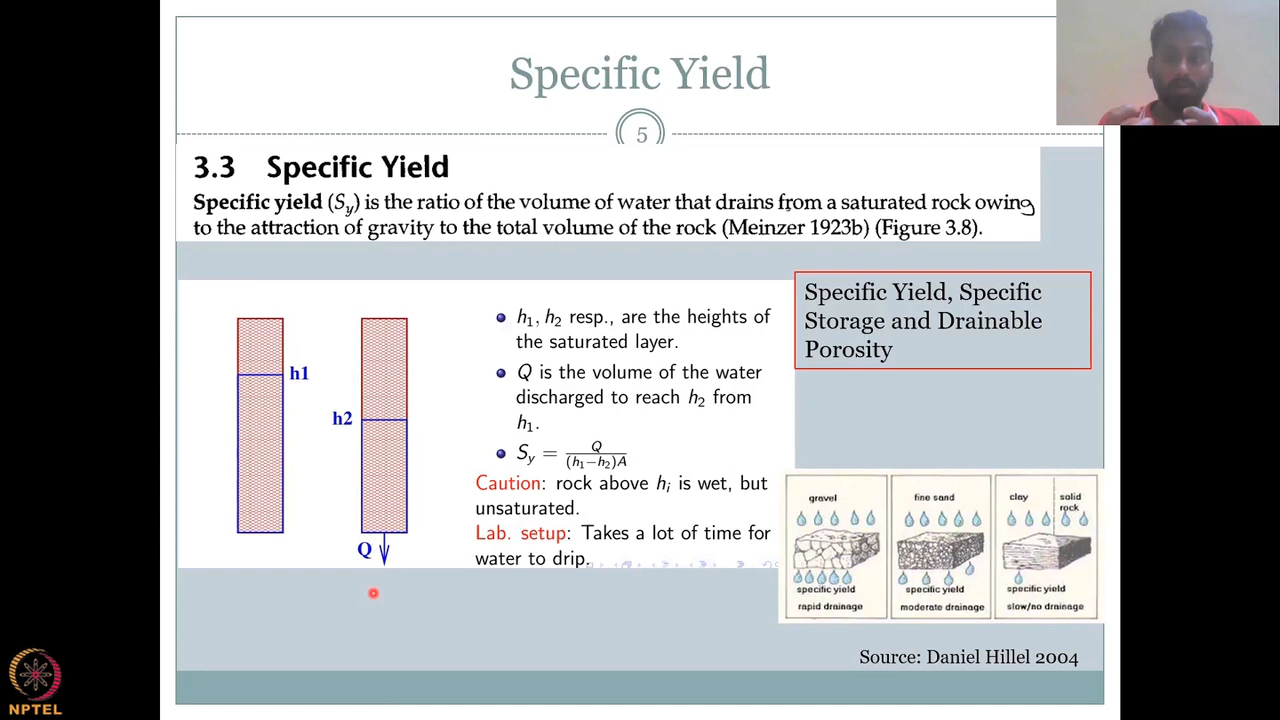 Specific Yield
5
3.3 Specific Yield
Specific yield (Sy) is the ratio of the volume of water that drains from a saturated rock owing
to the attraction of gravity to the total volume of the rock (Meinzer 1923b) (Figure 3.8).
h1
h2
Q
h1, h2 resp., are the heights of
the saturated layer.
Q is the volume of the water
discharged to reach h2 from
h1.
Sy = Q / (h1−h2)A
Caution: rock above hi is wet, but
unsaturated.
Lab. setup: Takes a lot of time for
water to drip.
Specific Yield, Specific
Storage and Drainable
Porosity
gravel
specific yield
rapid drainage
fine sand
specific yield
moderate drainage
clay
solid
rock
specific yield
slow/no drainage
Source: Daniel Hillel 2004
NPTEL